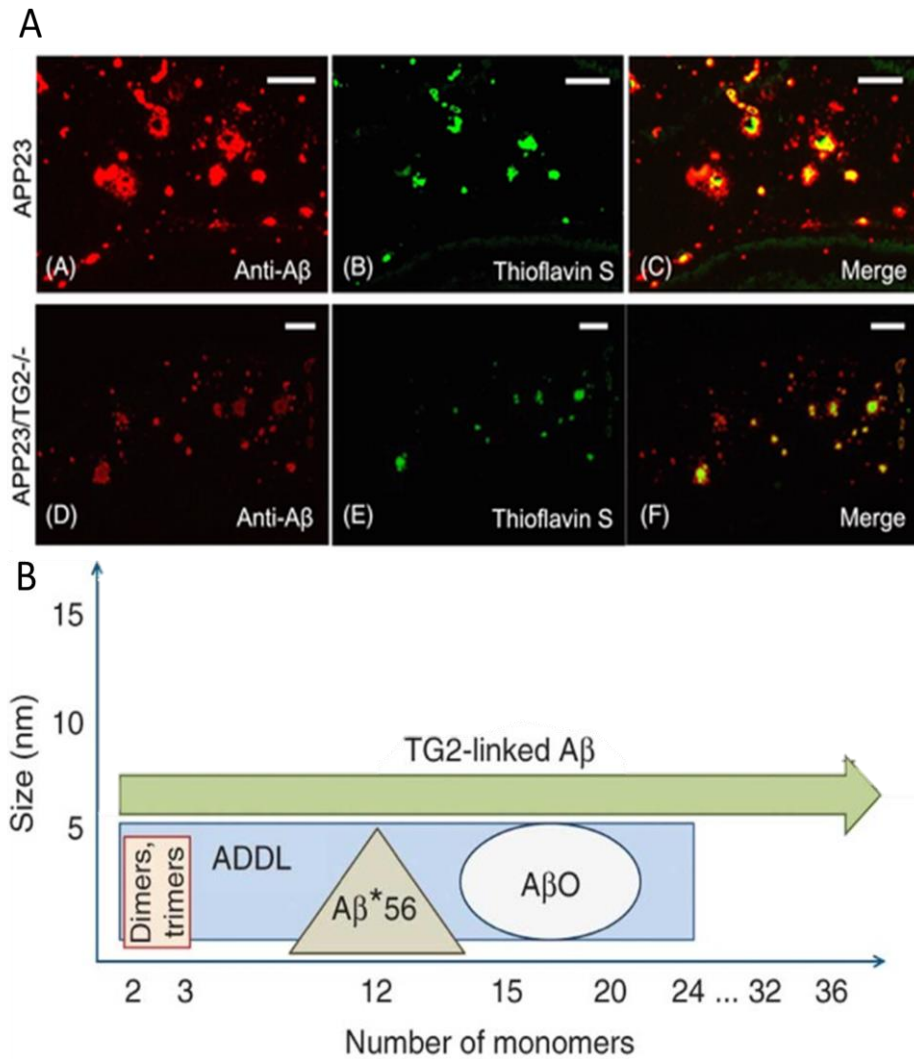 A
APP23
(A) Anti-Aβ
(B) Thioflavin S
(C) Merge
APP23/TG2-/-
(D) Anti-Aβ
(E) Thioflavin S
(F) Merge
B
Size (nm)
15
10
5
TG2-linked Aβ
ADDL
Dimers,
trimers
Aβ*56
AβO
2 3 12 15 20 24 ... 32 36
Number of monomers